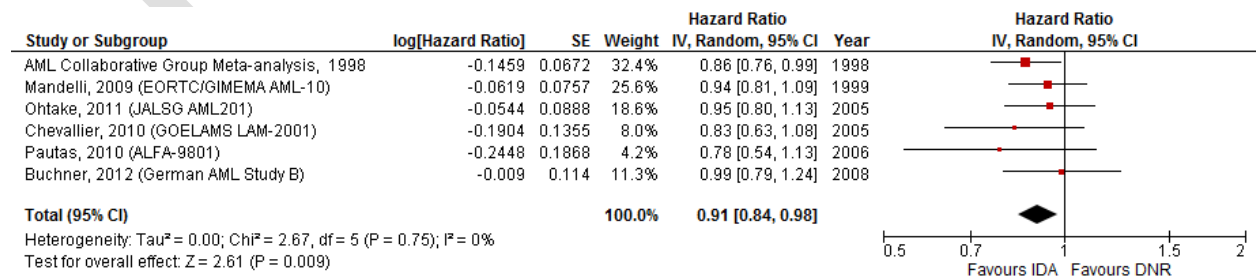 Hazard Ratio Hazard Ratio
Study or Subgroup log[Hazard Ratio] SE Weight IV, Random, 95% CI Year IV, Random, 95% CI
AML Collaborative Group Meta-analysis, 1998 -0.1459 0.0672 32.4% 0.86 [0.76, 0.99] 1998
Mandelli, 2009 (EORTC/GIMEMA AML-10) -0.0619 0.0757 25.6% 0.94 [0.81, 1.09] 1999
Ohtake, 2011 (JALSG AML201) -0.0544 0.0888 18.6% 0.95 [0.80, 1.13] 2005
Chevallier, 2010 (GOELAMS LAM-2001) -0.1904 0.1355 8.0% 0.83 [0.63, 1.08] 2005
Pautas, 2010 (ALFA-9801) -0.2448 0.1868 4.2% 0.78 [0.54, 1.13] 2006
Buchner, 2012 (German AML Study B) -0.009 0.114 11.3% 0.99 [0.79, 1.24] 2008
Total (95% CI) 100.0% 0.91 [0.84, 0.98]
Heterogeneity: Tau² = 0.00; Chi² = 2.67, df = 5 (P = 0.75); I² = 0%
Test for overall effect: Z = 2.61 (P = 0.009)
0.5 0.7 1 1.5 2
Favours IDA Favours DNR